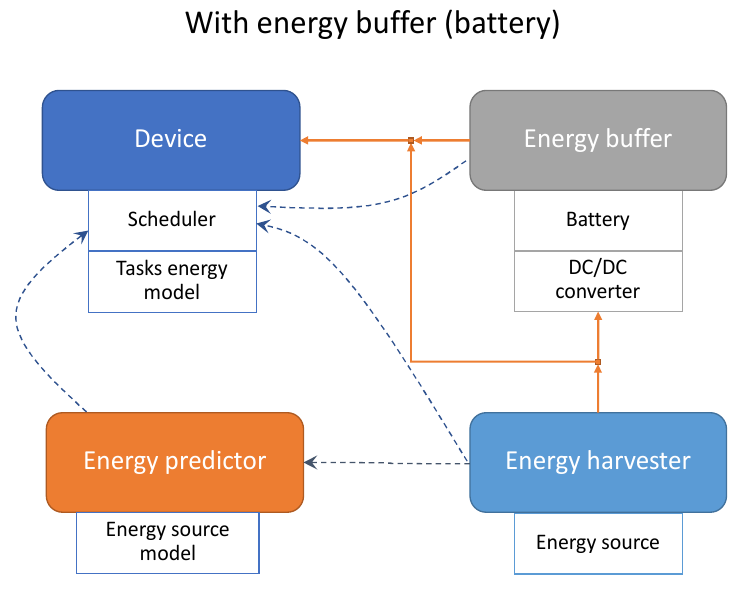 With energy buffer (battery)
Device
Energy buffer
Scheduler
Battery
Tasks energy
model
DC/DC
converter
Energy predictor
Energy harvester
Energy source
model
Energy source